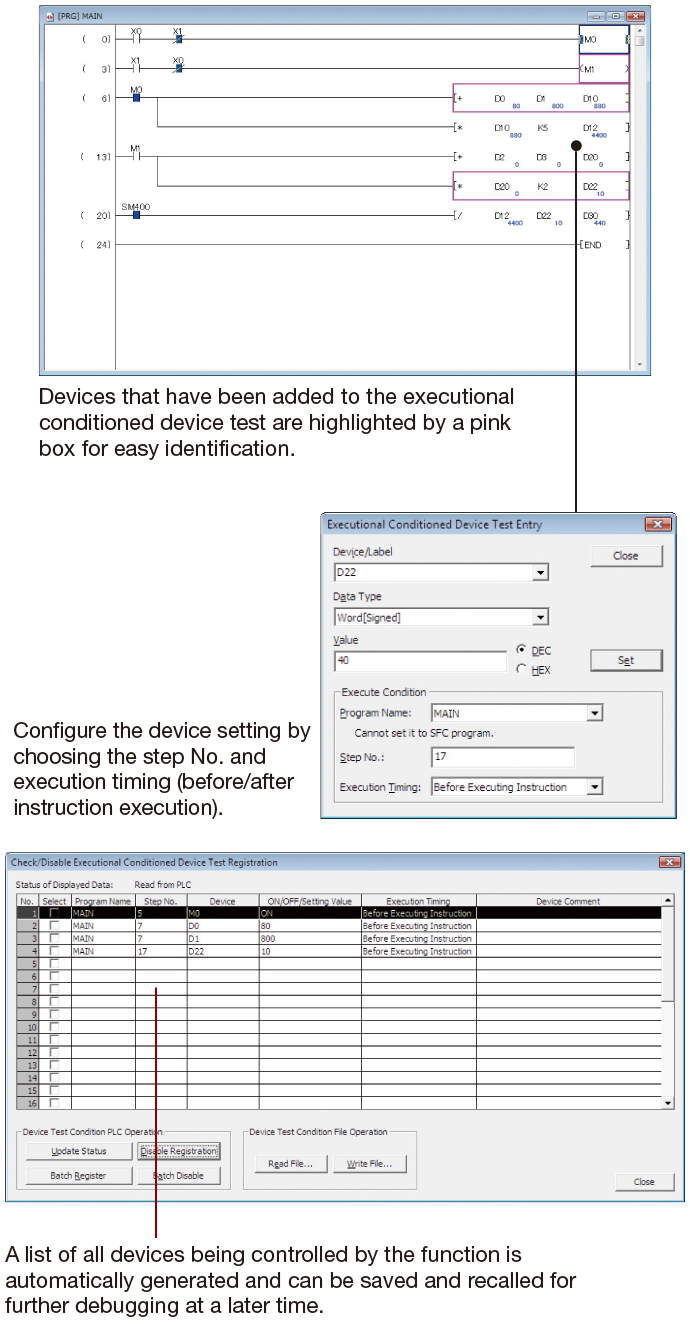 [PRG] MAIN
X0 X1
( 0) M0
X1 X0
( 3) M1
M0
( 6) [+ D0 D1 D10
80 800 880
[* D10 K5 D12 ]
880 4400
M1
( 13) [+ D2 D3 D20 ]
0 0 0
[* D20 K2 D22
0 10
SM400
( 20) [/ D12 D22 D30 ]
4400 10 440
( 24) [END ]
Devices that have been added to the executional
conditioned device test are highlighted by a pink
box for easy identification.
Executional Conditioned Device Test Entry
Device/Label
Close
D22
Data Type
Word[Signed]
Value
40
DEC
HEX
Set
Execute Condition
Program Name: MAIN
Cannot set it to SFC program.
Step No.: 17
Execution Timing: Before Executing Instruction
Configure the device setting by
choosing the step No. and
execution timing (before/after
instruction execution).
Check/Disable Executional Conditioned Device Test Registration
Status of Displayed Data: Read from PLC
No. Select Program Name Step No. Device ON/OFF/Setting Value Execution Timing Device Comment
1 MAIN 5 M0 ON Before Executing Instruction
2 MAIN 7 D0 80 Before Executing Instruction
3 MAIN 7 D1 800 Before Executing Instruction
4 MAIN 17 D22 10 Before Executing Instruction
5
6
7
8
9
10
11
12
13
14
15
16
Device Test Condition PLC Operation Device Test Condition File Operation
Update Status Disable Registration
Read File... Write File...
Batch Register Batch Disable
Close
A list of all devices being controlled by the function is
automatically generated and can be saved and recalled for
further debugging at a later time.